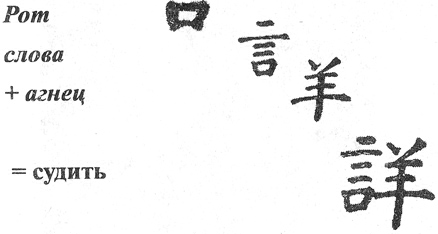 Рот 口
слова 言
+ агнец 羊
= судить 詳